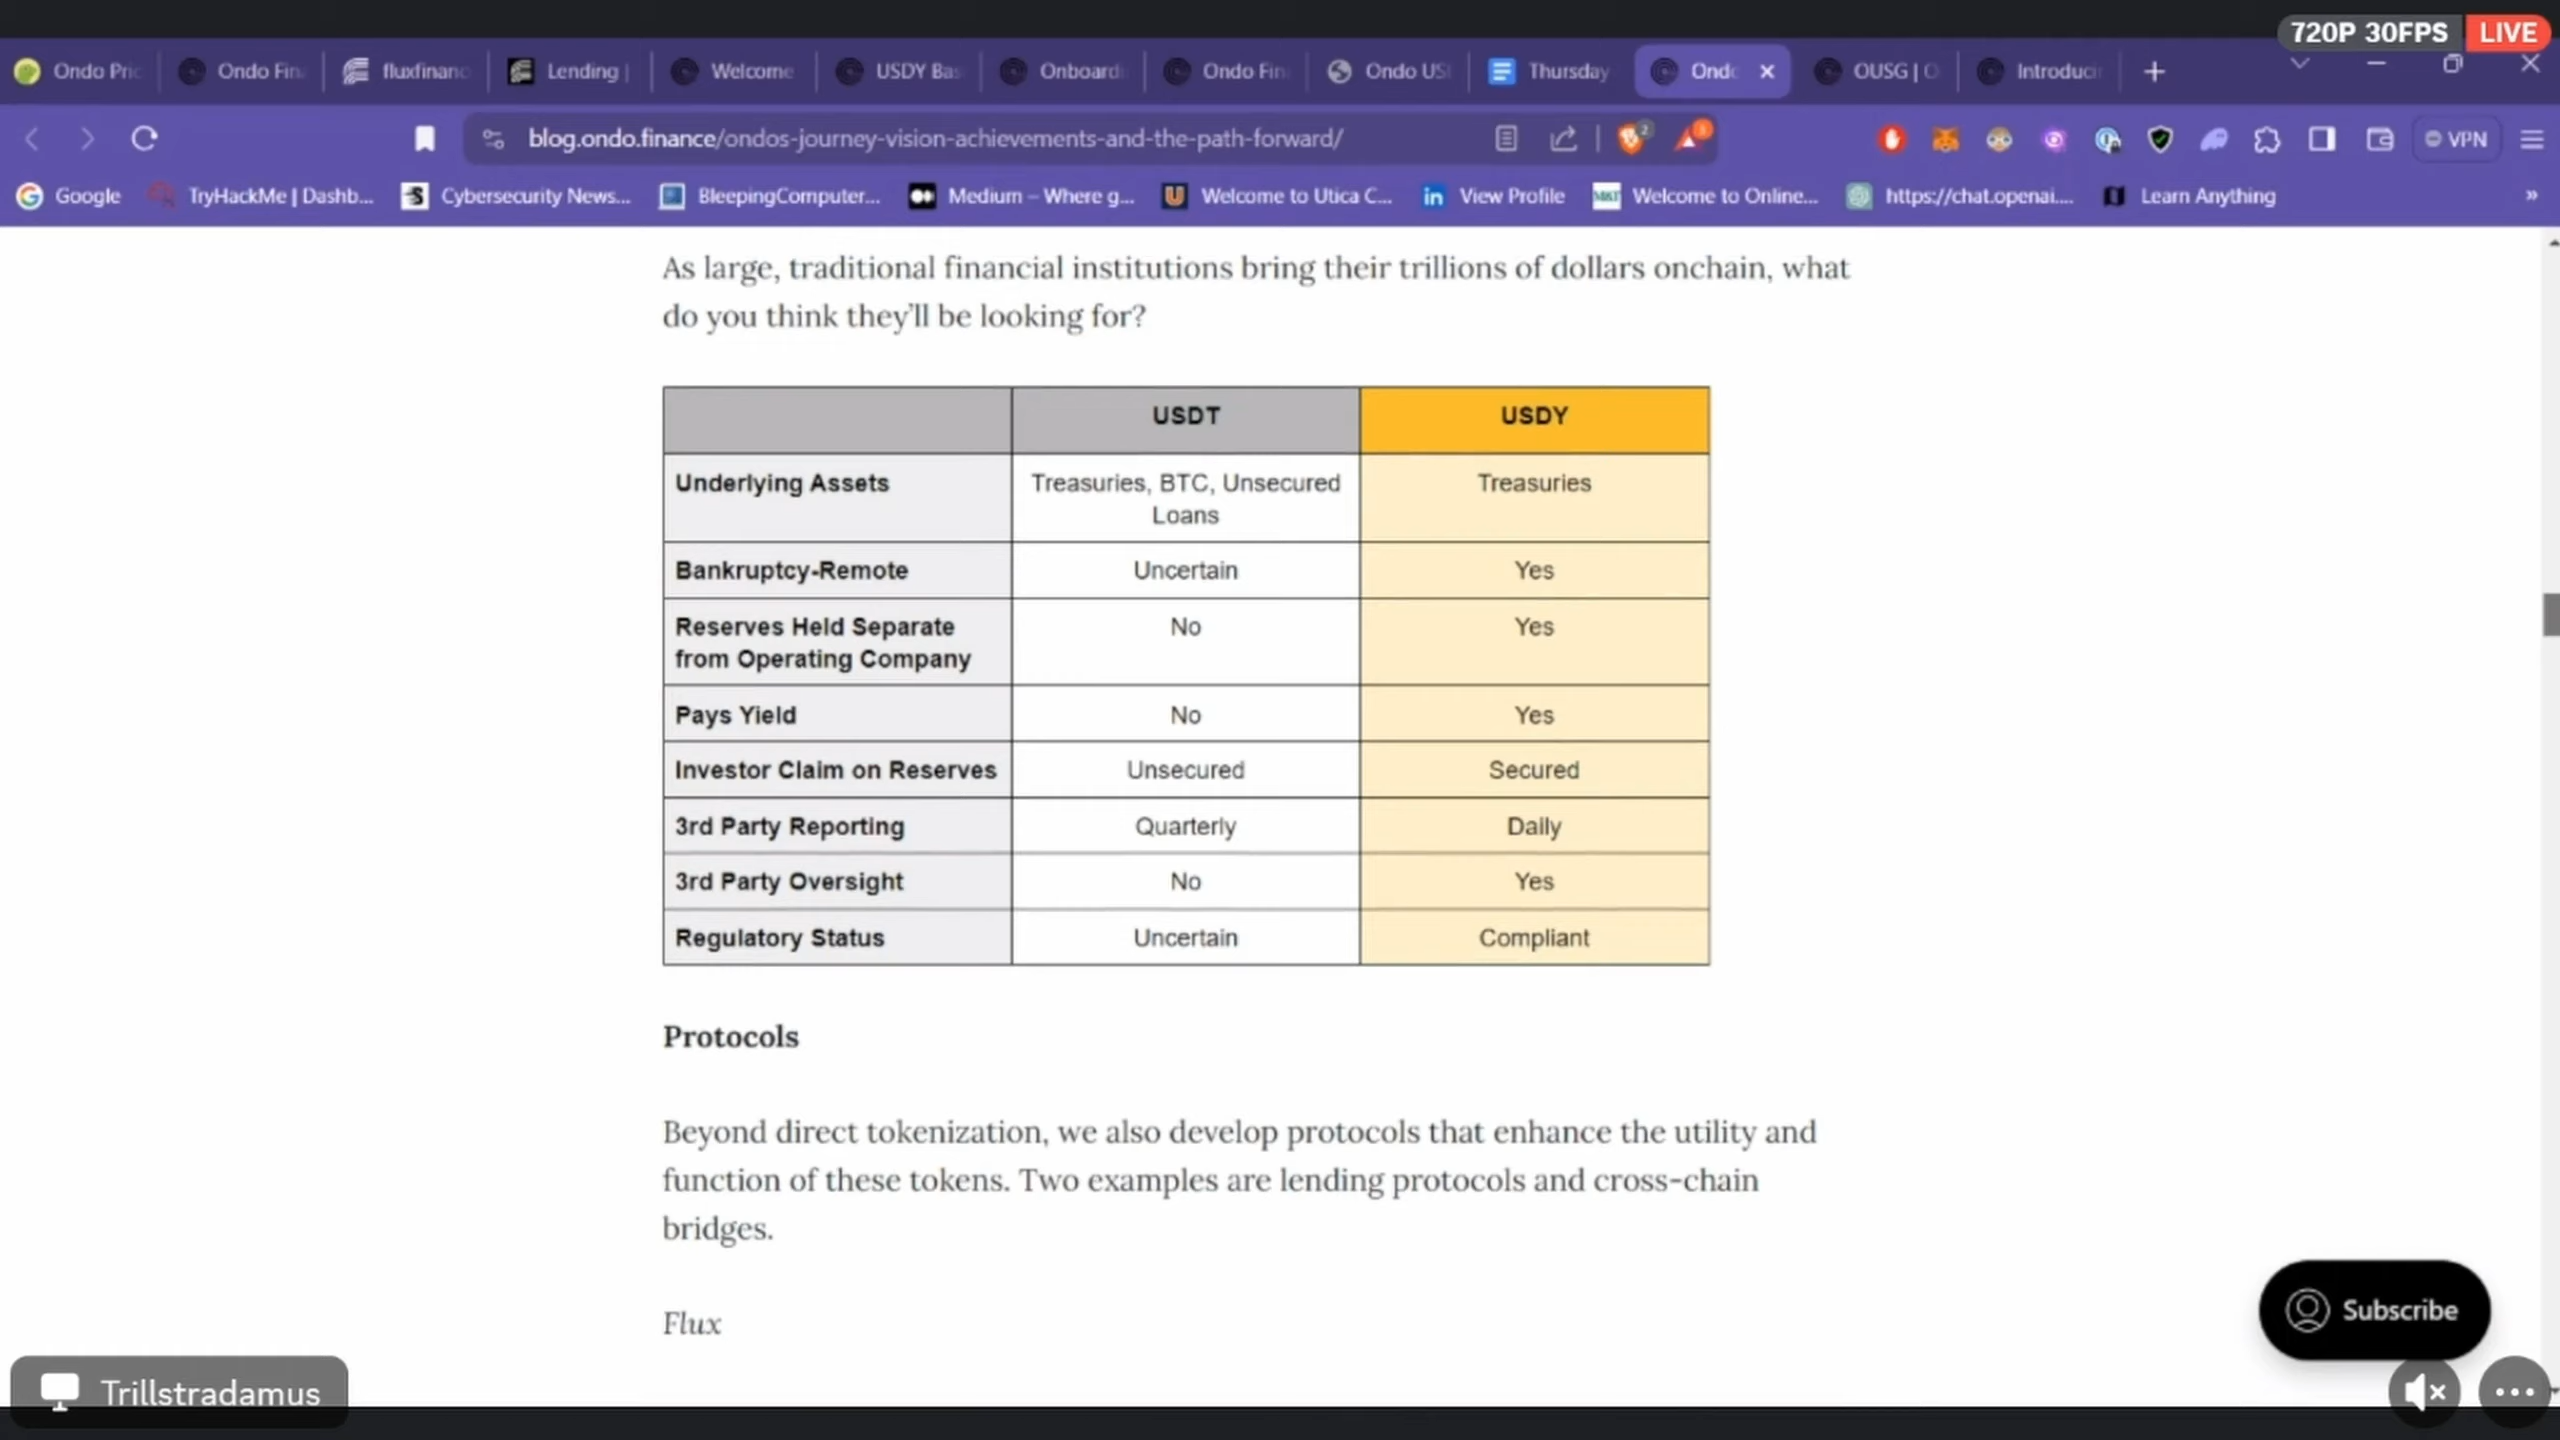 720P 30FPS LIVE
Ondo Pric
Ondo Fin
fluxfinanc
Lending |
Welcome
USDY Bas
Onboardi
Ondo Fin
Ondo US
Thursday
Ondo
OUSG | O
Introducin
blog.ondo.finance/ondos-journey-vision-achievements-and-the-path-forward/
2
VPN
Google
TryHackMe | Dashb...
Cybersecurity News...
BleepingComputer...
Medium – Where g...
Welcome to Utica C...
View Profile
Welcome to Online...
https://chat.openai....
Learn Anything
»
As large, traditional financial institutions bring their trillions of dollars onchain, what
do you think they'll be looking for?
USDT USDY
Underlying Assets Treasuries, BTC, Unsecured Loans Treasuries
Bankruptcy-Remote Uncertain Yes
Reserves Held Separate from Operating Company No Yes
Pays Yield No Yes
Investor Claim on Reserves Unsecured Secured
3rd Party Reporting Quarterly Daily
3rd Party Oversight No Yes
Regulatory Status Uncertain Compliant
Protocols
Beyond direct tokenization, we also develop protocols that enhance the utility and
function of these tokens. Two examples are lending protocols and cross-chain
bridges.
Flux
Subscribe
Trillstradamus